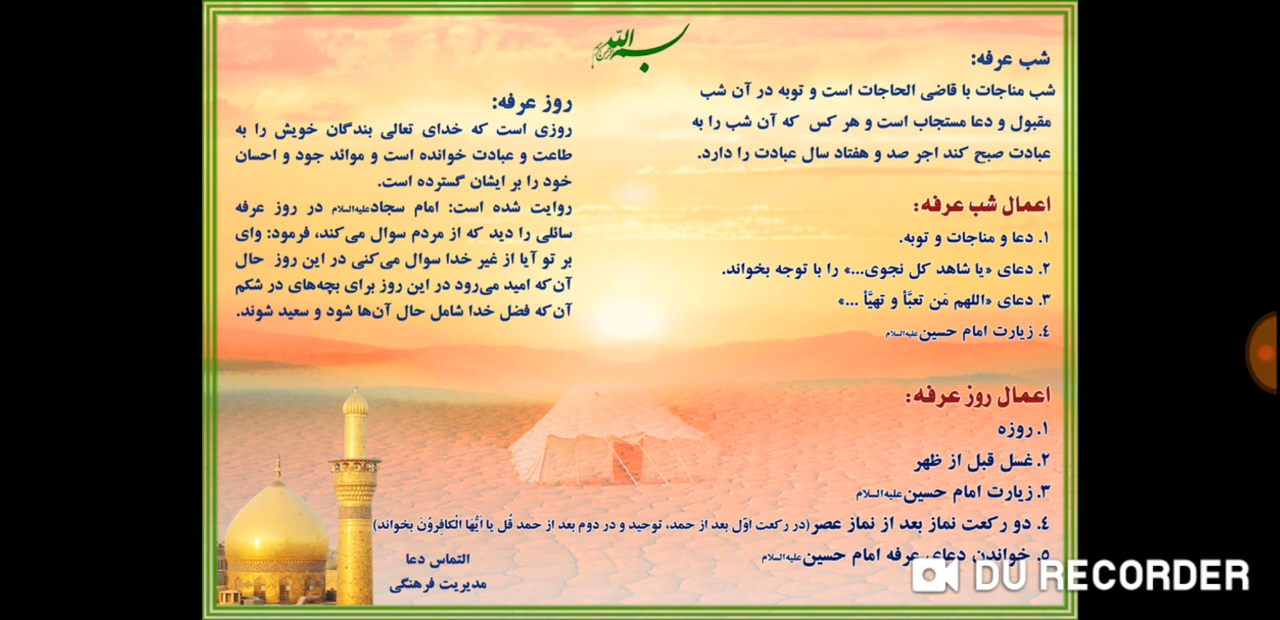 بسم الله الرحمن الرحیم
شب عرفه:
شب مناجات با قاضی الحاجات است و توبه در آن شب
مقبول و دعا مستجاب است و هر کس که آن شب را به
عبادت صبح کند اجر صد و هفتاد سال عبادت را دارد.
اعمال شب عرفه:
۱. دعا و مناجات و توبه.
۲. دعای «یا شاهد کل نجوی...» را با توجه بخواند.
۳. دعای «اللهم مَن تعبَّأ و تهیَّأ ...»
٤. زیارت امام حسین علیه‌السلام
اعمال روز عرفه:
۱. روزه
۲. غسل قبل از ظهر
۳. زیارت امام حسین علیه‌السلام
٤. دو رکعت نماز بعد از نماز عصر(در رکعت اوّل بعد از حمد، توحید و در دوم بعد از حمد قُل یا اَیُّهَا الْکافِرُونَ بخواند)
۵. خواندن دعای عرفه امام حسین علیه‌السلام
روز عرفه:
روزی است که خدای تعالی بندگان خویش را به
طاعت و عبادت خوانده است و موائد جود و احسان
خود را بر ایشان گسترده است.
روایت شده است: امام سجاد علیه‌السلام در روز عرفه
سائلی را دید که از مردم سوال می‌کند، فرمود: وای
بر تو آیا از غیر خدا سوال می‌کنی در این روز حال
آن‌که امید می‌رود در این روز برای بچه‌های در شکم
آن‌که فضل خدا شامل حال آن‌ها شود و سعید شوند.
التماس دعا
مدیریت فرهنگی
DU RECORDER